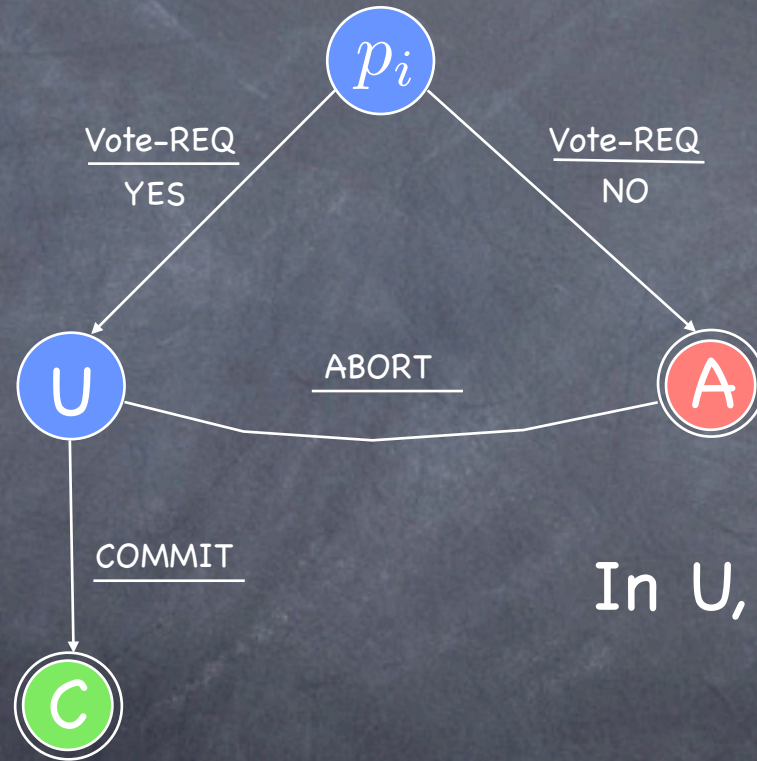 p_i
Vote-REQ
YES
Vote-REQ
NO
U
ABORT
A
COMMIT
In U,
C